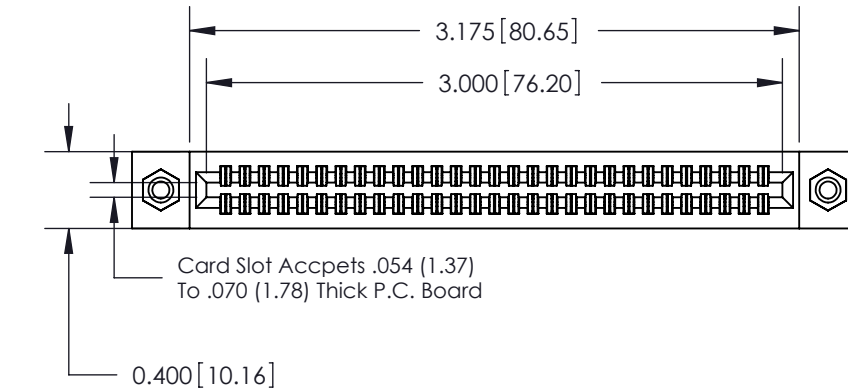 3.175[80.65]
3.000[76.20]
Card Slot Accpets .054 (1.37)
To .070 (1.78) Thick P.C. Board
0.400[10.16]